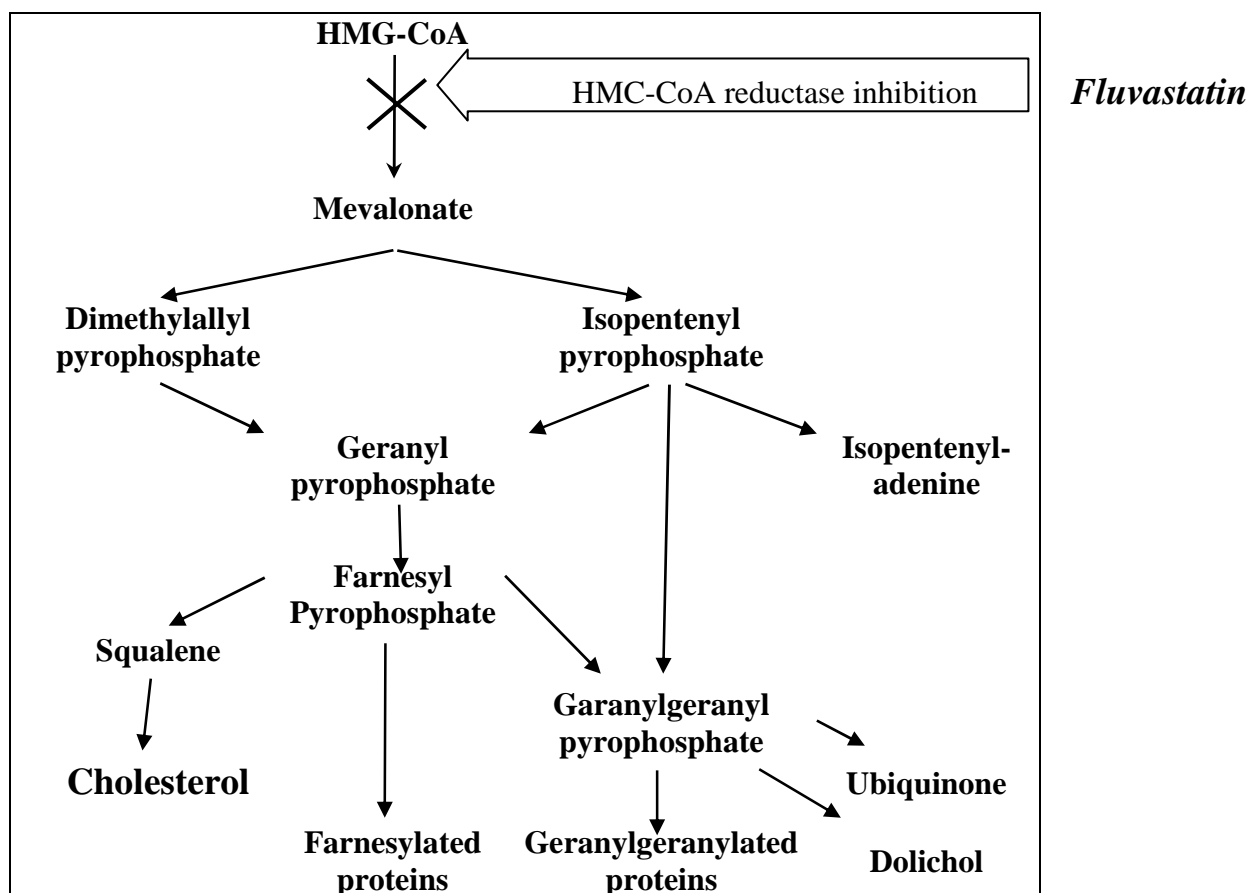 HMG-CoA
HMC-CoA reductase inhibition
Fluvastatin
Mevalonate
Dimethylallyl
pyrophosphate
Isopentenyl
pyrophosphate
Geranyl
pyrophosphate
Isopentenyl-
adenine
Farnesyl
Pyrophosphate
Squalene
Garanylgeranyl
pyrophosphate
Cholesterol
Ubiquinone
Farnesylated
proteins
Geranylgeranylated
proteins
Dolichol